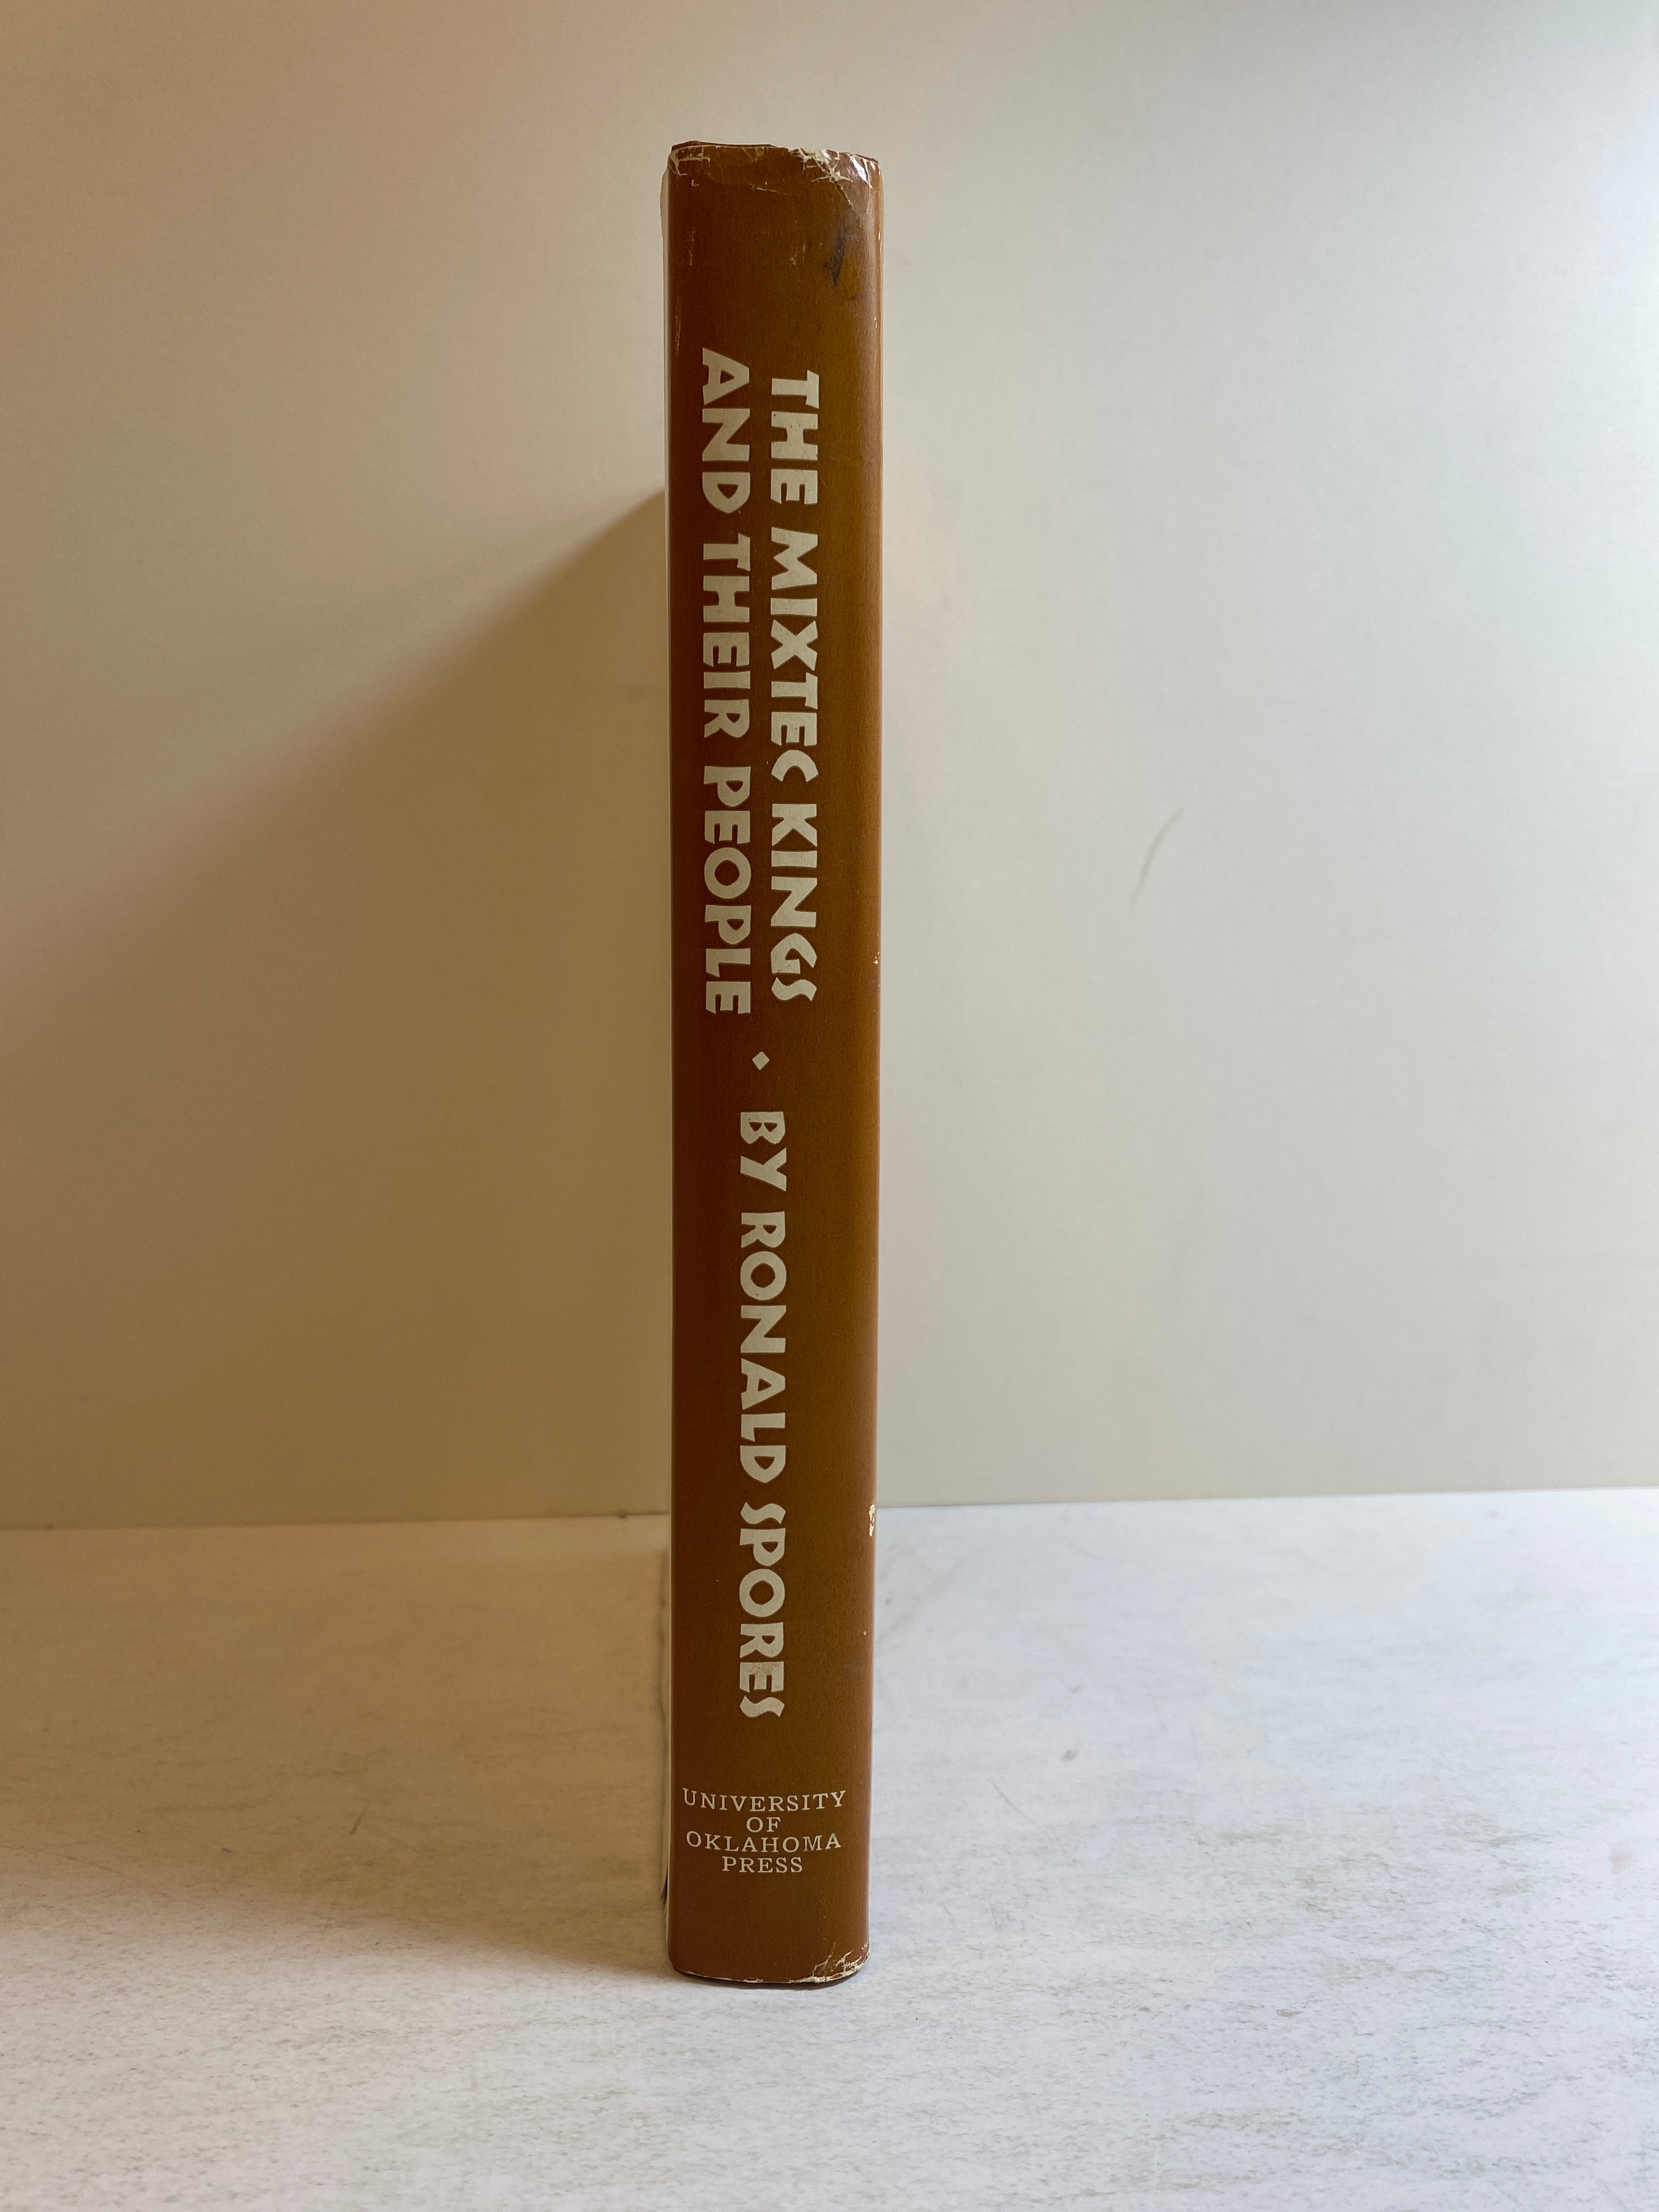 THE MIXTEC KINGS
AND THEIR PEOPLE
◆
BY RONALD SPORES
UNIVERSITY
OF
OKLAHOMA
PRESS